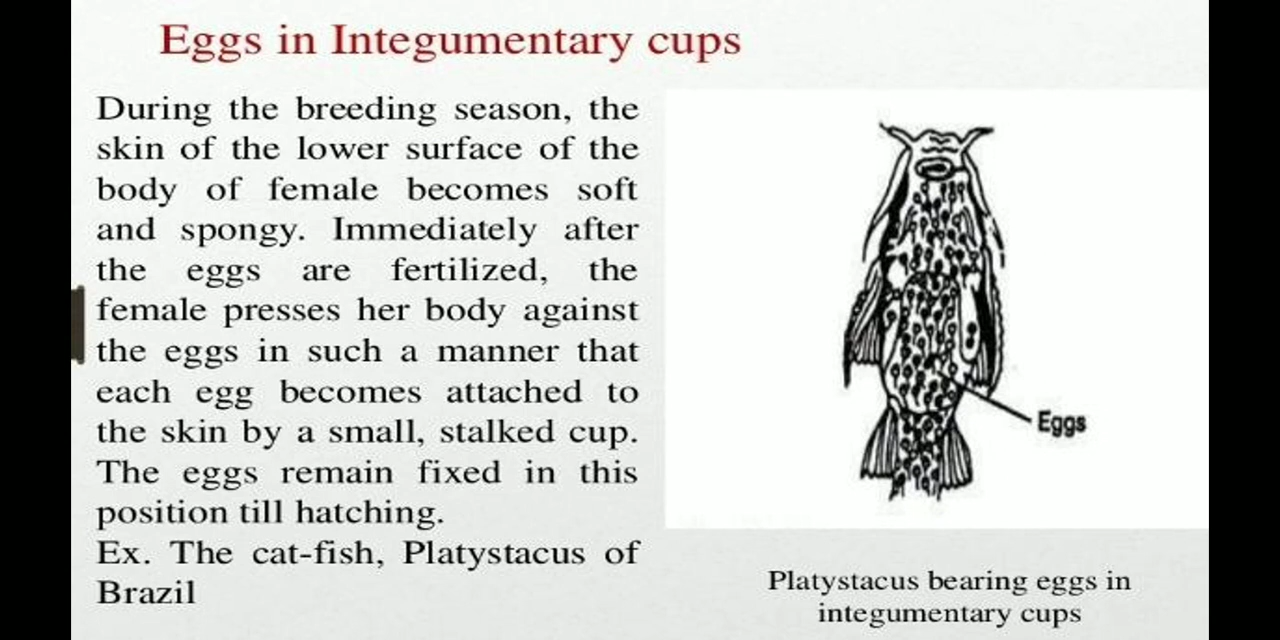 Eggs in Integumentary cups
During the breeding season, the
skin of the lower surface of the
body of female becomes soft
and spongy. Immediately after
the eggs are fertilized, the
female presses her body against
the eggs in such a manner that
each egg becomes attached to
the skin by a small, stalked cup.
The eggs remain fixed in this
position till hatching.
Ex. The cat-fish, Platystacus of
Brazil
Eggs
Platystacus bearing eggs in
integumentary cups